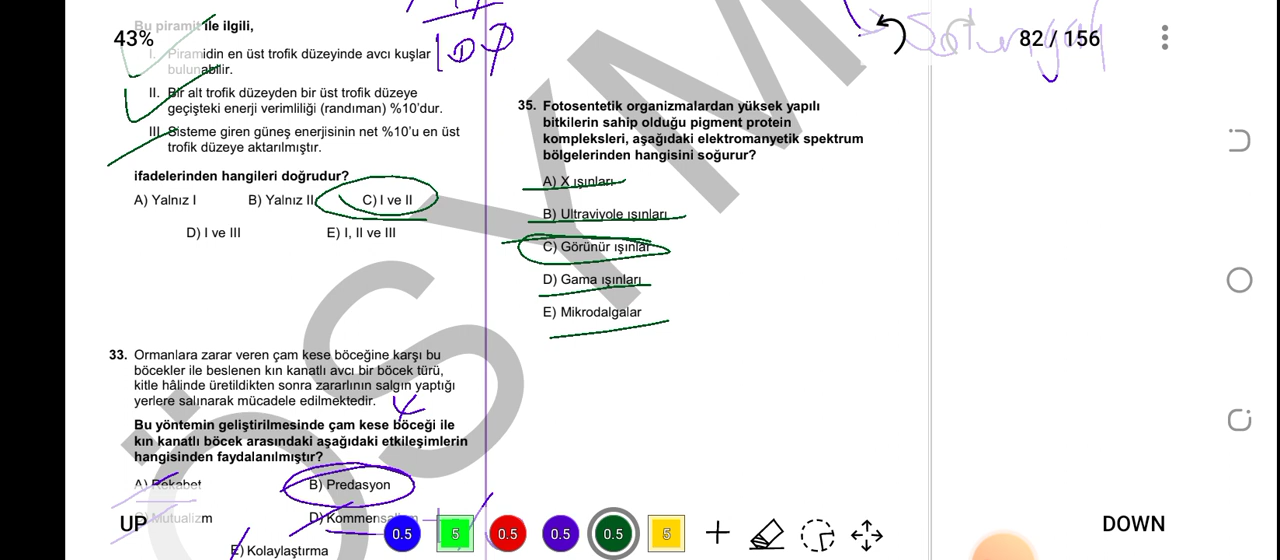 Bu piramit ile ilgili,
43%
I. Piramidin en üst trofik düzeyinde avcı kuşlar
bulunabilir.
II. Bir alt trofik düzeyden bir üst trofik düzeye
geçişteki enerji verimliliği (randıman) %10’dur.
III. Sisteme giren güneş enerjisinin net %10’u en üst
trofik düzeye aktarılmıştır.
ifadelerinden hangileri doğrudur?
A) Yalnız I B) Yalnız II C) I ve II
D) I ve III E) I, II ve III
33. Ormanlara zarar veren çam kese böceğine karşı bu
böcekler ile beslenen kın kanatlı avcı bir böcek türü,
kitle hâlinde üretildikten sonra zararlının salgın yaptığı
yerlere salınarak mücadele edilmektedir.
Bu yöntemin geliştirilmesinde çam kese böceği ile
kın kanatlı böcek arasındaki aşağıdaki etkileşimlerin
hangisinden faydalanılmıştır?
A) Rekabet B) Predasyon
C) Mutualizm D) Kommensalizm
E) Kolaylaştırma
UP
82 / 156
35. Fotosentetik organizmalardan yüksek yapılı
bitkilerin sahip olduğu pigment protein
kompleksleri, aşağıdaki elektromanyetik spektrum
bölgelerinden hangisini soğurur?
A) X ışınları
B) Ultraviyole ışınları
C) Görünür ışınlar
D) Gama ışınları
E) Mikrodalgalar
ÖSYM
0.5 5 0.5 0.5 0.5 5
DOWN